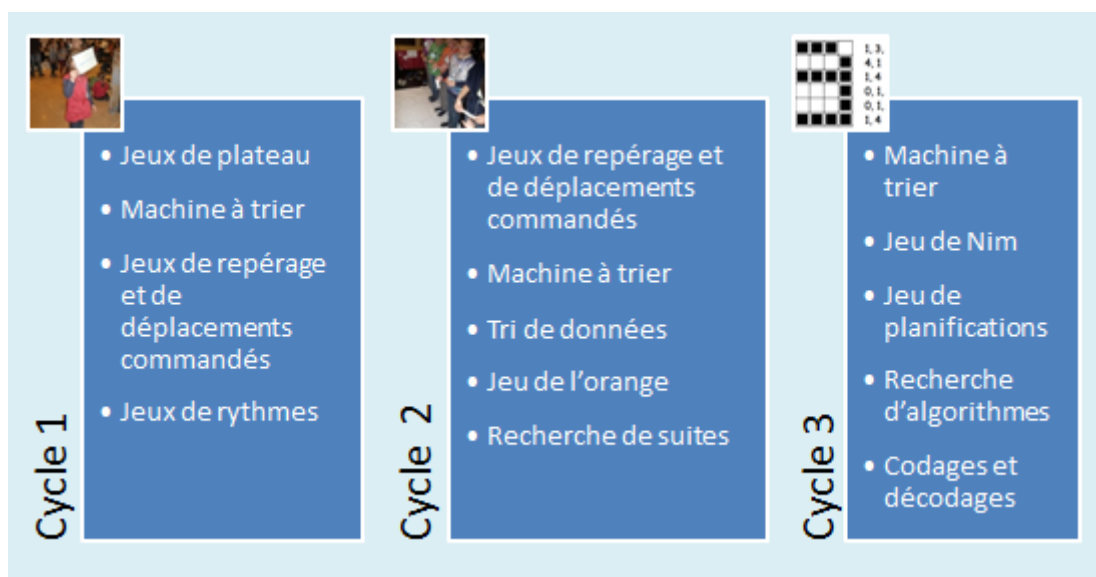 Cycle 1
• Jeux de plateau
• Machine à trier
• Jeux de repérage
et de
déplacements
commandés
• Jeux de rythmes
Cycle 2
• Jeux de repérage et
de déplacements
commandés
• Machine à trier
• Tri de données
• Jeu de l'orange
• Recherche de suites
1, 3,
4, 1
1, 4
0, 1,
0, 1,
1, 4
Cycle 3
• Machine à
trier
• Jeu de Nim
• Jeu de
planifications
• Recherche
d'algorithmes
• Codages et
décodages